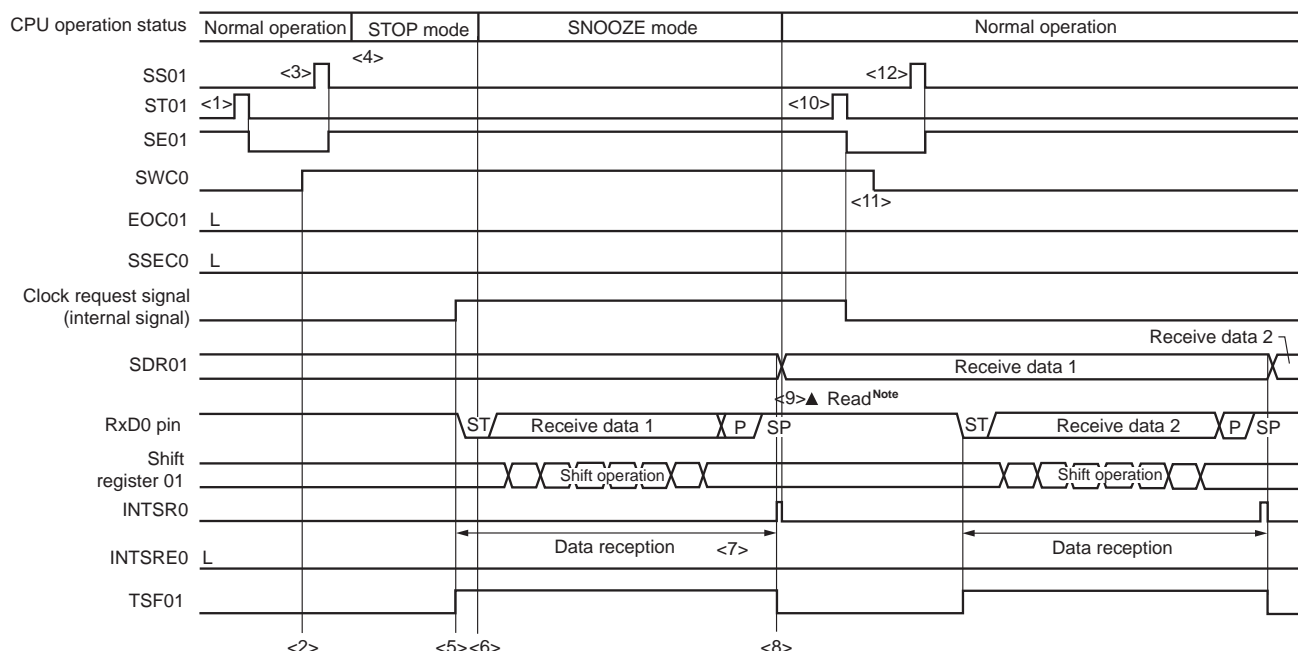 CPU operation status
Normal operation
STOP mode
SNOOZE mode
Normal operation
<4>
SS01
<3>
<12>
ST01
<1>
<10>
SE01
SWC0
<11>
EOC01
L
SSEC0
L
Clock request signal
(internal signal)
Receive data 2
SDR01
Receive data 1
<9>▲ Read Note
RxD0 pin
ST
Receive data 1
P
SP
ST
Receive data 2
P
SP
Shift
register 01
Shift operation
Shift operation
INTSR0
Data reception
<7>
Data reception
INTSRE0
L
TSF01
<2>
<5>
<6>
<8>